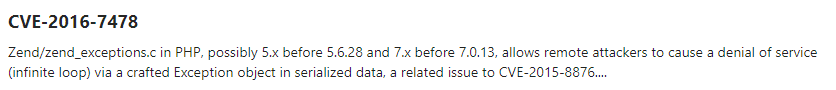 CVE-2016-7478
Zend/zend_exceptions.c in PHP, possibly 5.x before 5.6.28 and 7.x before 7.0.13, allows remote attackers to cause a denial of service
(infinite loop) via a crafted Exception object in serialized data, a related issue to CVE-2015-8876....